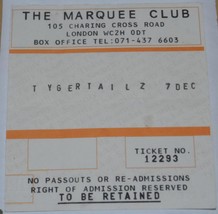 THE MARQUEE CLUB
105 CHARING CROSS ROAD
LONDON WC2H 0DT
BOX OFFICE TEL: 071-437 6603
TYGERTAILZ 7DEC
TICKET NO.
12293
NO PASSOUTS OR RE-ADMISSIONS
RIGHT OF ADMISSION RESERVED
TO BE RETAINED